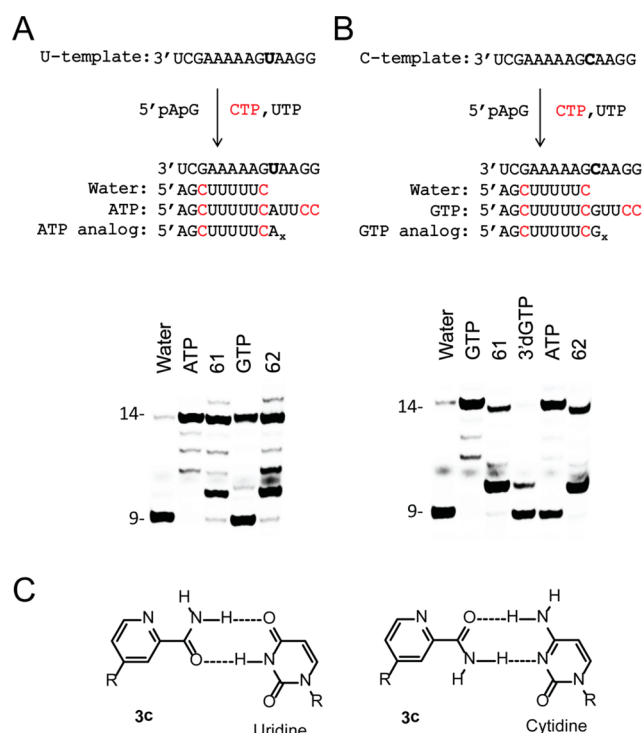 A
U-template: 3'UCGAAAAAGUAAGG
5'pApG CTP,UTP
3'UCGAAAAAGUAAGG
Water: 5'AGCUUUUUC
ATP: 5'AGCUUUUUCAUUCC
ATP analog: 5'AGCUUUUUCAx
Water ATP 61 GTP 62
14-
9-
B
C-template: 3'UCGAAAAAGCAAGG
5'pApG CTP,UTP
3'UCGAAAAAGCAAGG
Water: 5'AGCUUUUUC
GTP: 5'AGCUUUUUCGUUCC
GTP analog: 5'AGCUUUUUCGx
Water GTP 61 3'dGTP ATP 62
14-
9-
C
H
N N-H O
O H-N
N
R O R
3c Uridine
H
N O H-N
N-H N
H N
R O R
3c Cytidine